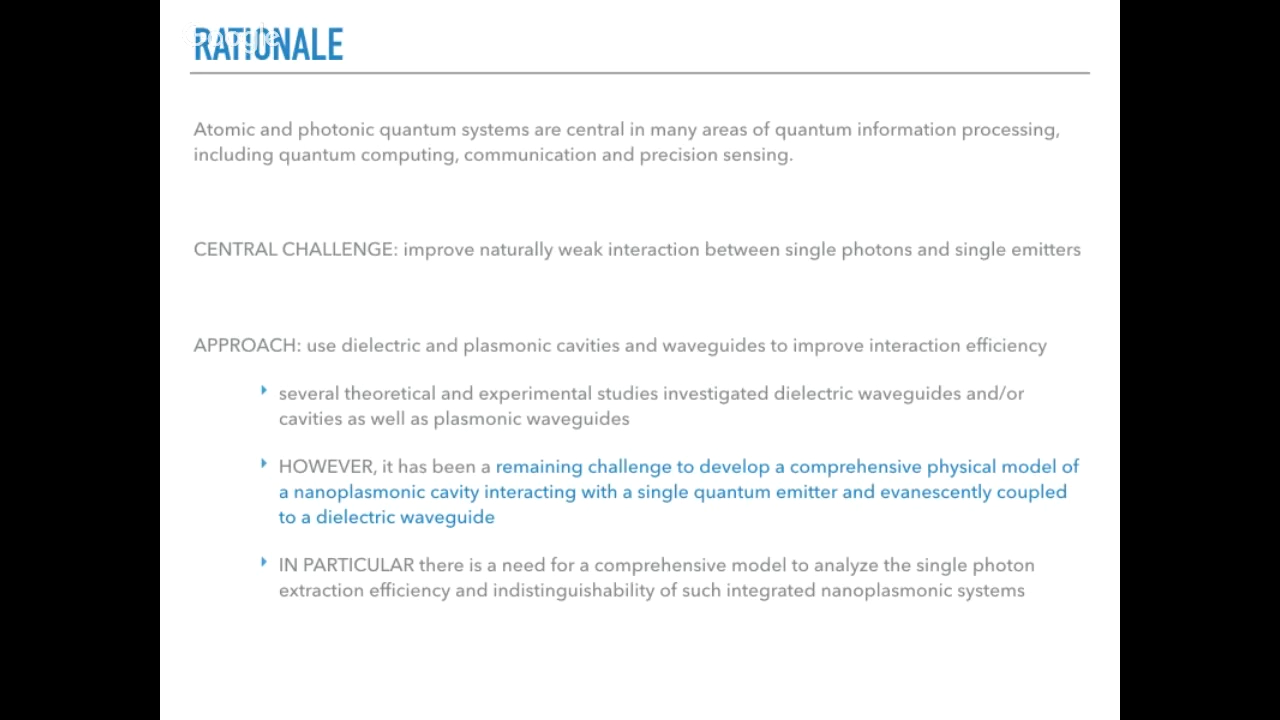 Google
RATIONALE
Atomic and photonic quantum systems are central in many areas of quantum information processing,
including quantum computing, communication and precision sensing.
CENTRAL CHALLENGE: improve naturally weak interaction between single photons and single emitters
APPROACH: use dielectric and plasmonic cavities and waveguides to improve interaction efficiency
several theoretical and experimental studies investigated dielectric waveguides and/or
cavities as well as plasmonic waveguides
HOWEVER, it has been a remaining challenge to develop a comprehensive physical model of
a nanoplasmonic cavity interacting with a single quantum emitter and evanescently coupled
to a dielectric waveguide
IN PARTICULAR there is a need for a comprehensive model to analyze the single photon
extraction efficiency and indistinguishability of such integrated nanoplasmonic systems